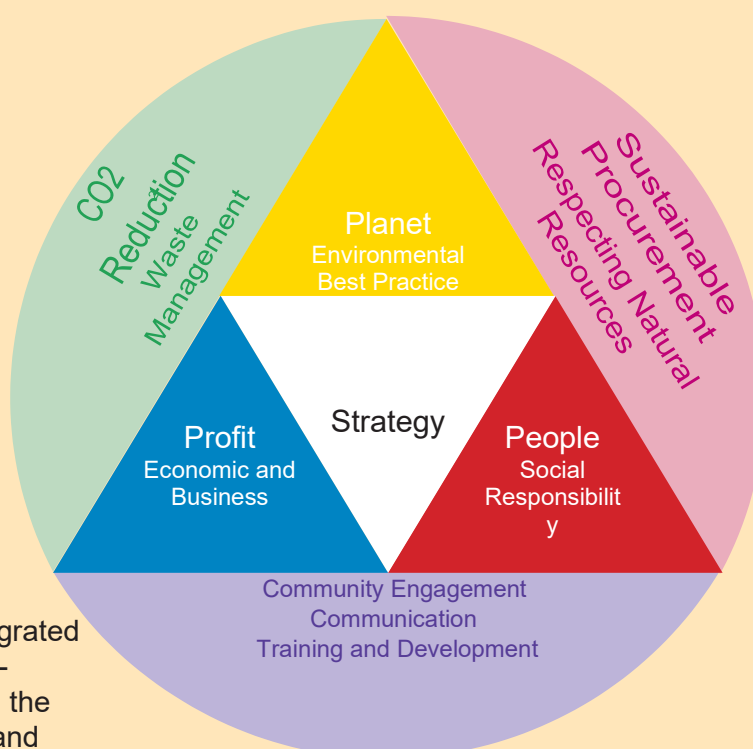 CO2
Reduction
Waste
Management
Sustainable
Procurement
Respecting Natural
Resources
Planet
Environmental
Best Practice
Strategy
Profit
Economic and
Business
People
Social
Responsibilit
y
Community Engagement
Communication
Training and Development
grated
-
the
and